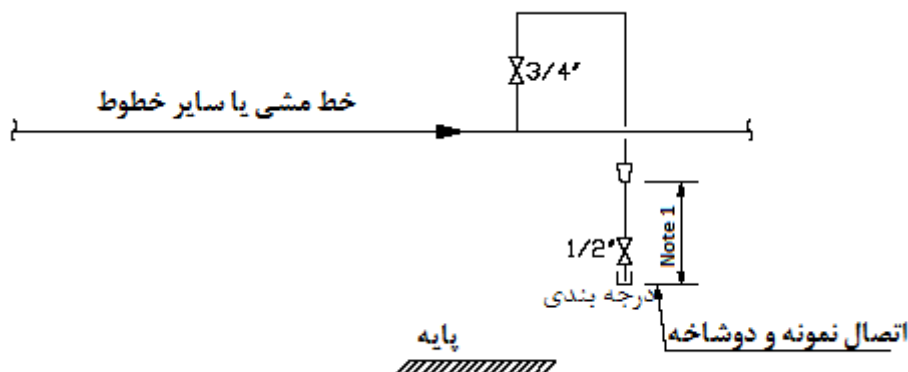 3/4"
خط مشی یا سایر خطوط
Note 1
1/2"
درجه بندی
اتصال نمونه و دوشاخه
پایه